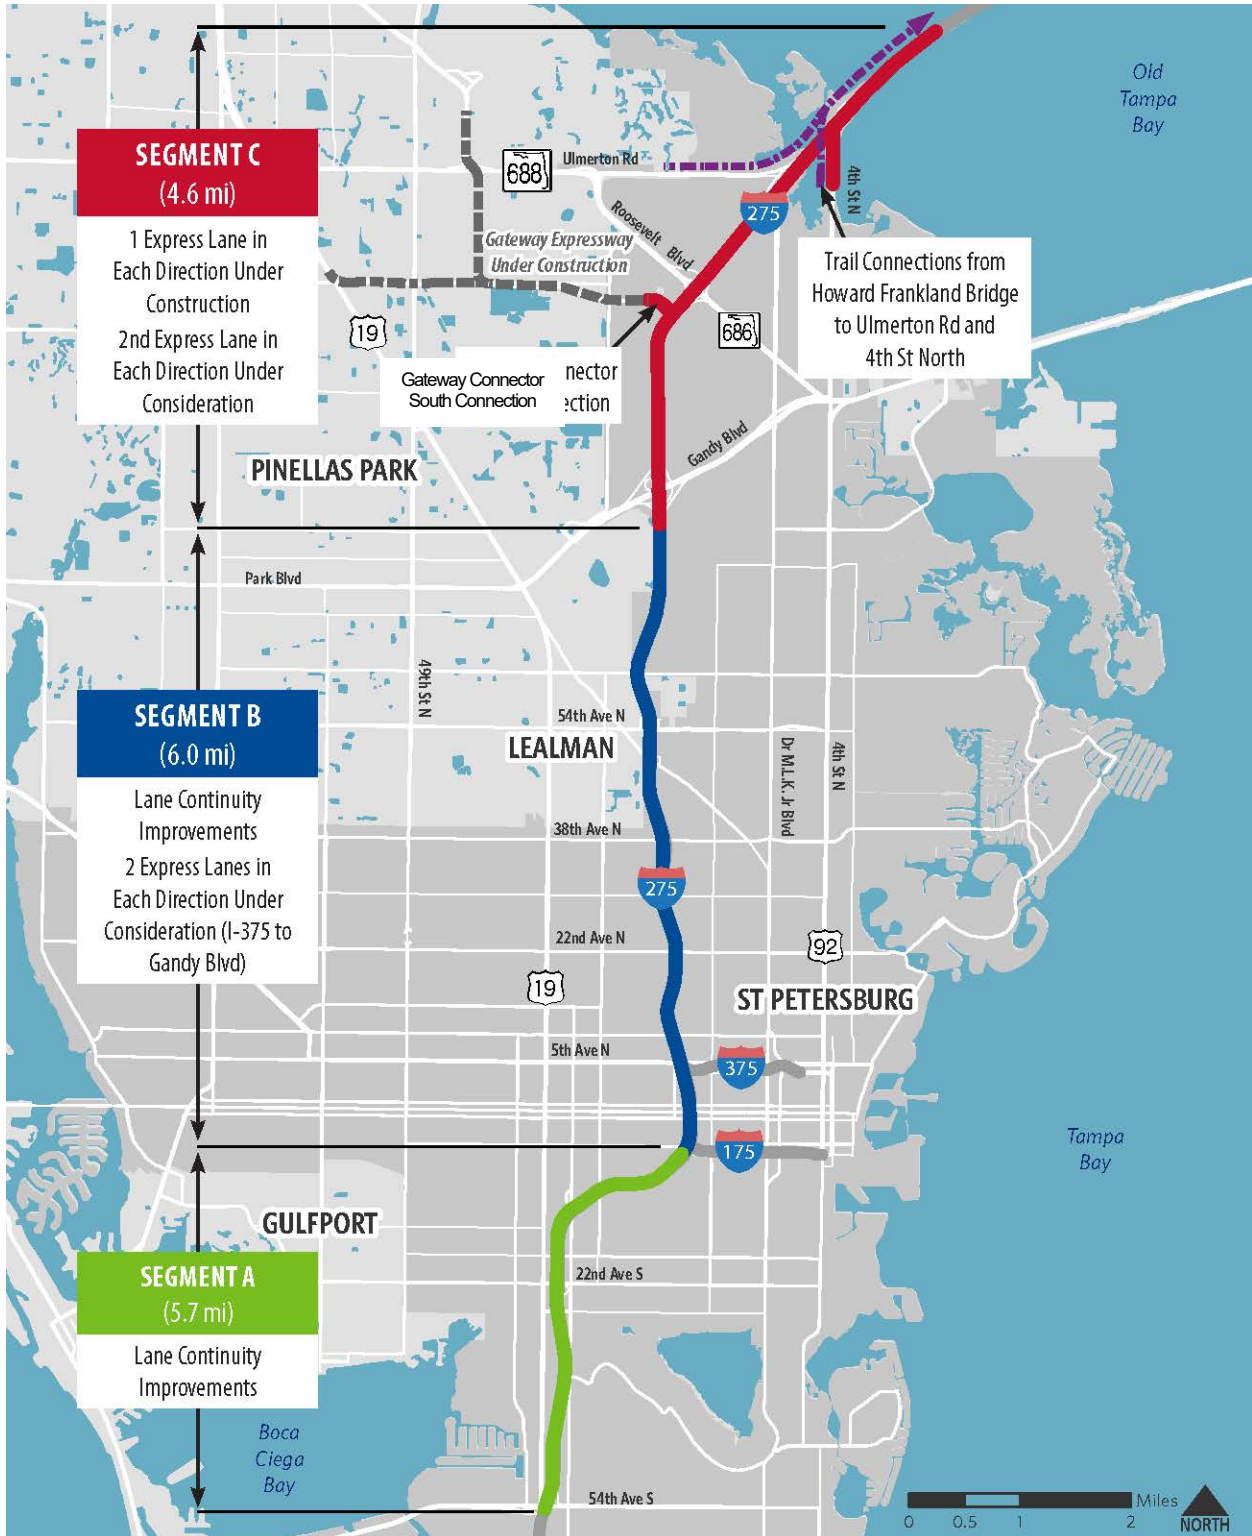 Old
Tampa
Bay
SEGMENT C
(4.6 mi)
1 Express Lane in
Each Direction Under
Construction
2nd Express Lane in
Each Direction Under
Consideration
688
Ulmerton Rd
4th St N
275
Roosevelt Blvd
Gateway Expressway
Under Construction
Trail Connections from
Howard Frankland Bridge
to Ulmerton Rd and
4th St North
19
686
Gateway Connector
South Connection
nnector
ection
Gandy Blvd
PINELLAS PARK
Park Blvd
49th St N
SEGMENT B
(6.0 mi)
Lane Continuity
Improvements
2 Express Lanes in
Each Direction Under
Consideration (I-375 to
Gandy Blvd)
54th Ave N
LEALMAN
Dr M.L.K. Jr Blvd
4th St N
38th Ave N
275
22nd Ave N
92
19
ST PETERSBURG
5th Ave N
375
175
Tampa
Bay
GULFPORT
SEGMENT A
(5.7 mi)
Lane Continuity
Improvements
22nd Ave S
Boca
Ciega
Bay
54th Ave S
Miles
0 0.5 1 2
NORTH